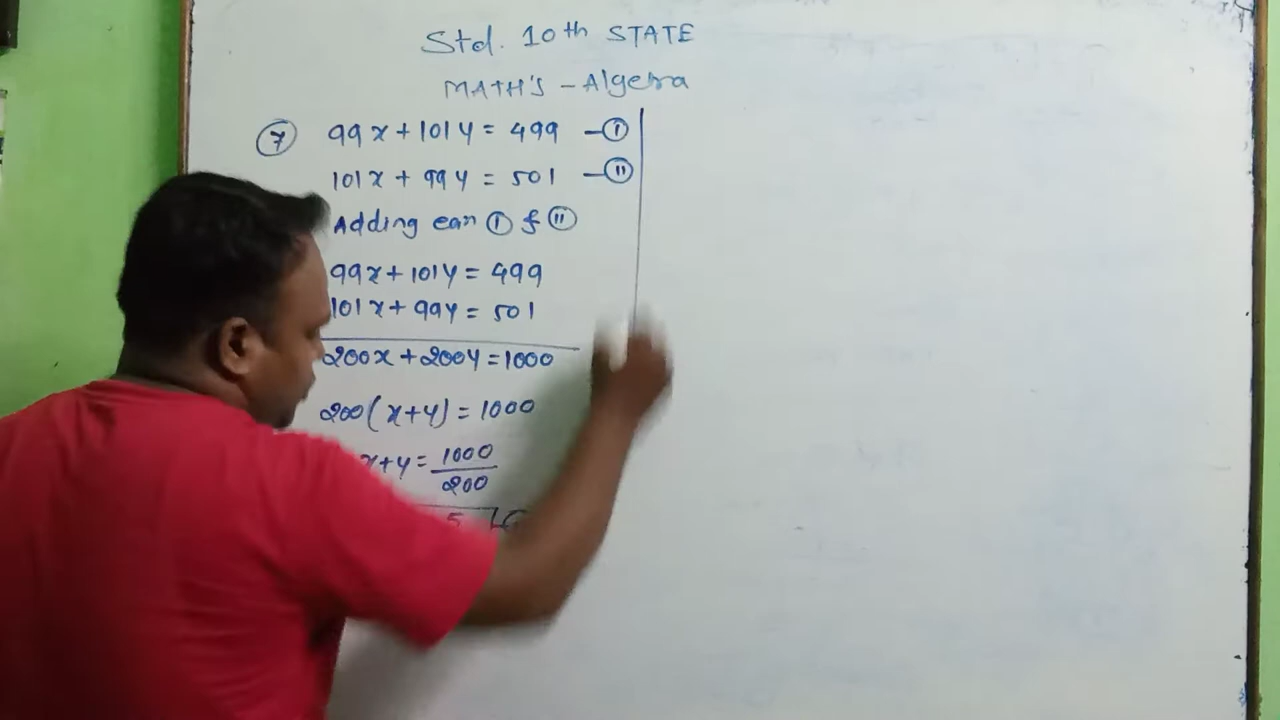 Std. 10th STATE
MATH'S - Algebra
⑦ 99x + 101y = 499 —Ⓘ
101x + 99y = 501 —Ⓘⓘ
Adding eqn Ⓘ & Ⓘⓘ
99x + 101y = 499
101x + 99y = 501
200x + 200y = 1000
200(x+y) = 1000
x+y = 1000/200
5